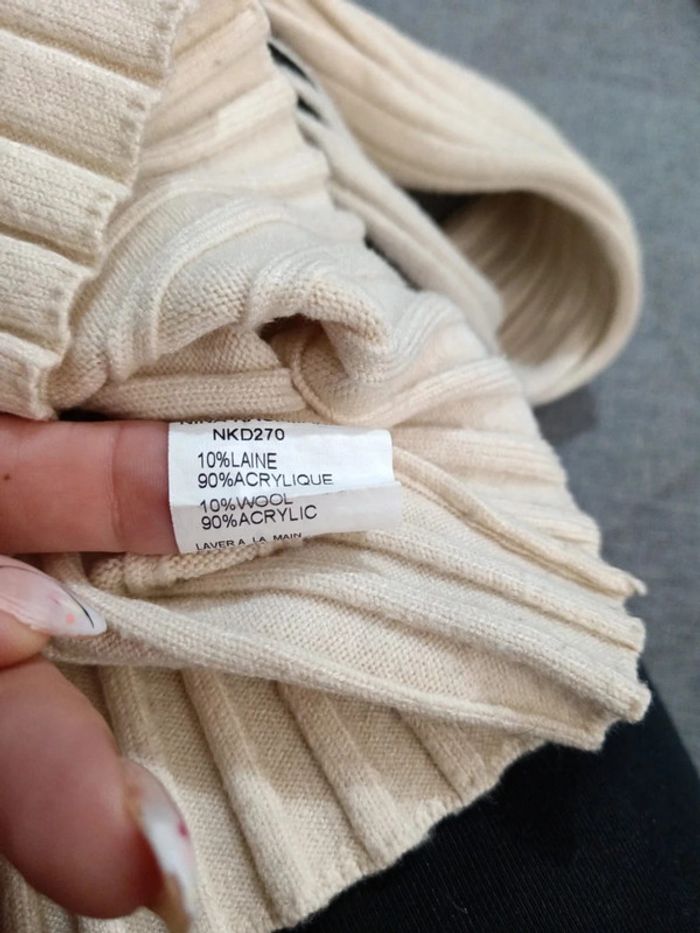 NKD270
10%LAINE
90%ACRYLIQUE
10%WOOL
90%ACRYLIC
LAVER A LA MAIN